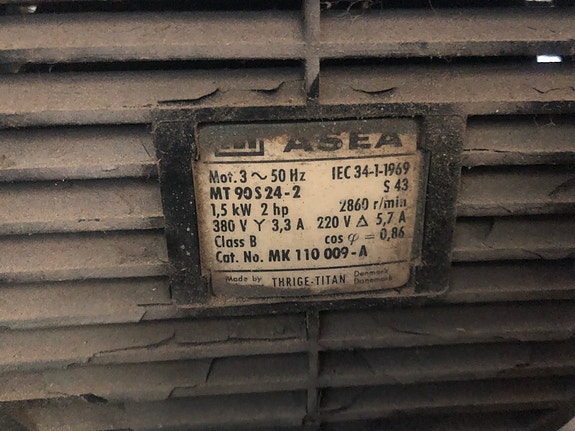 ASEA
Mot. 3 ~ 50 Hz IEC 34-1-1969
MT 90 S 24-2 S 43
1,5 kW 2 hp 2860 r/min
380 V Y 3,3 A 220 V Δ 5,7 A
Class B cos φ = 0,86
Cat. No. MK 110 009-A
Made by THRIGE-TITAN Denmark
Danemark